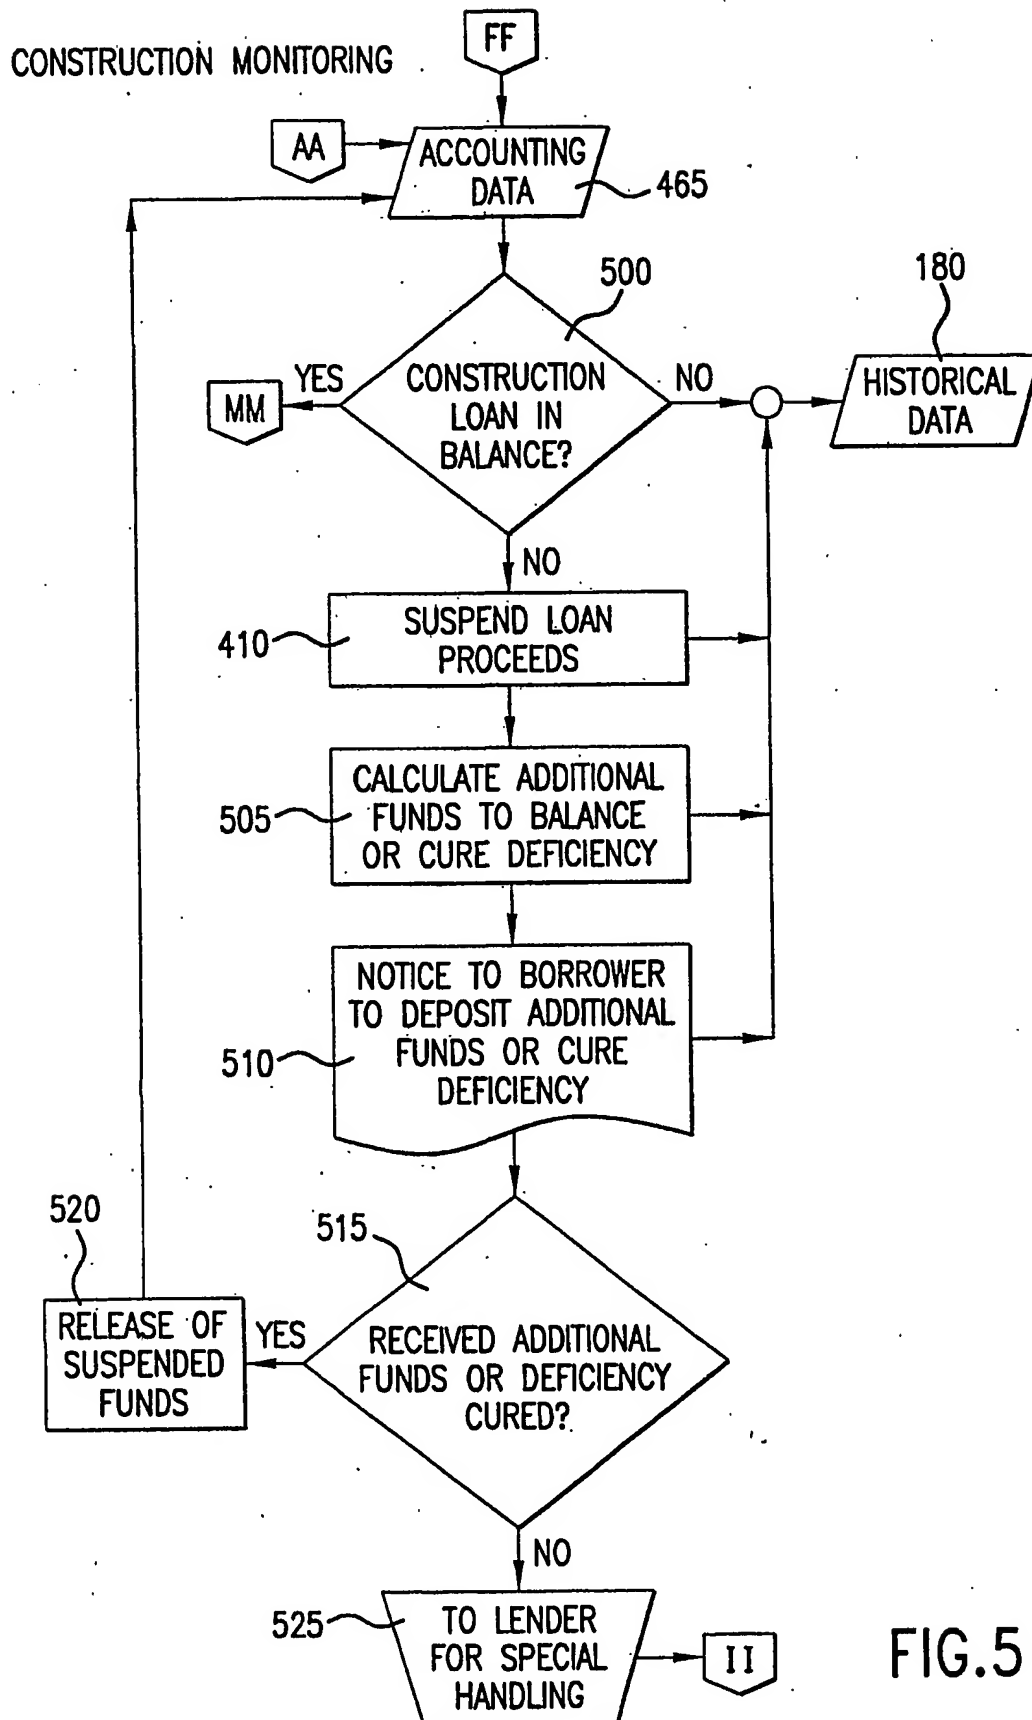 FF
CONSTRUCTION MONITORING
AA
ACCOUNTING
DATA
465
500
180
YES
MM
CONSTRUCTION
LOAN IN
BALANCE?
NO
HISTORICAL
DATA
NO
410
SUSPEND LOAN
PROCEEDS
505
CALCULATE ADDITIONAL
FUNDS TO BALANCE
OR CURE DEFICIENCY
510
NOTICE TO BORROWER
TO DEPOSIT ADDITIONAL
FUNDS OR CURE
DEFICIENCY
520
515
RELEASE OF
SUSPENDED
FUNDS
YES
RECEIVED ADDITIONAL
FUNDS OR DEFICIENCY
CURED?
NO
525
TO LENDER
FOR SPECIAL
HANDLING
II
FIG.5